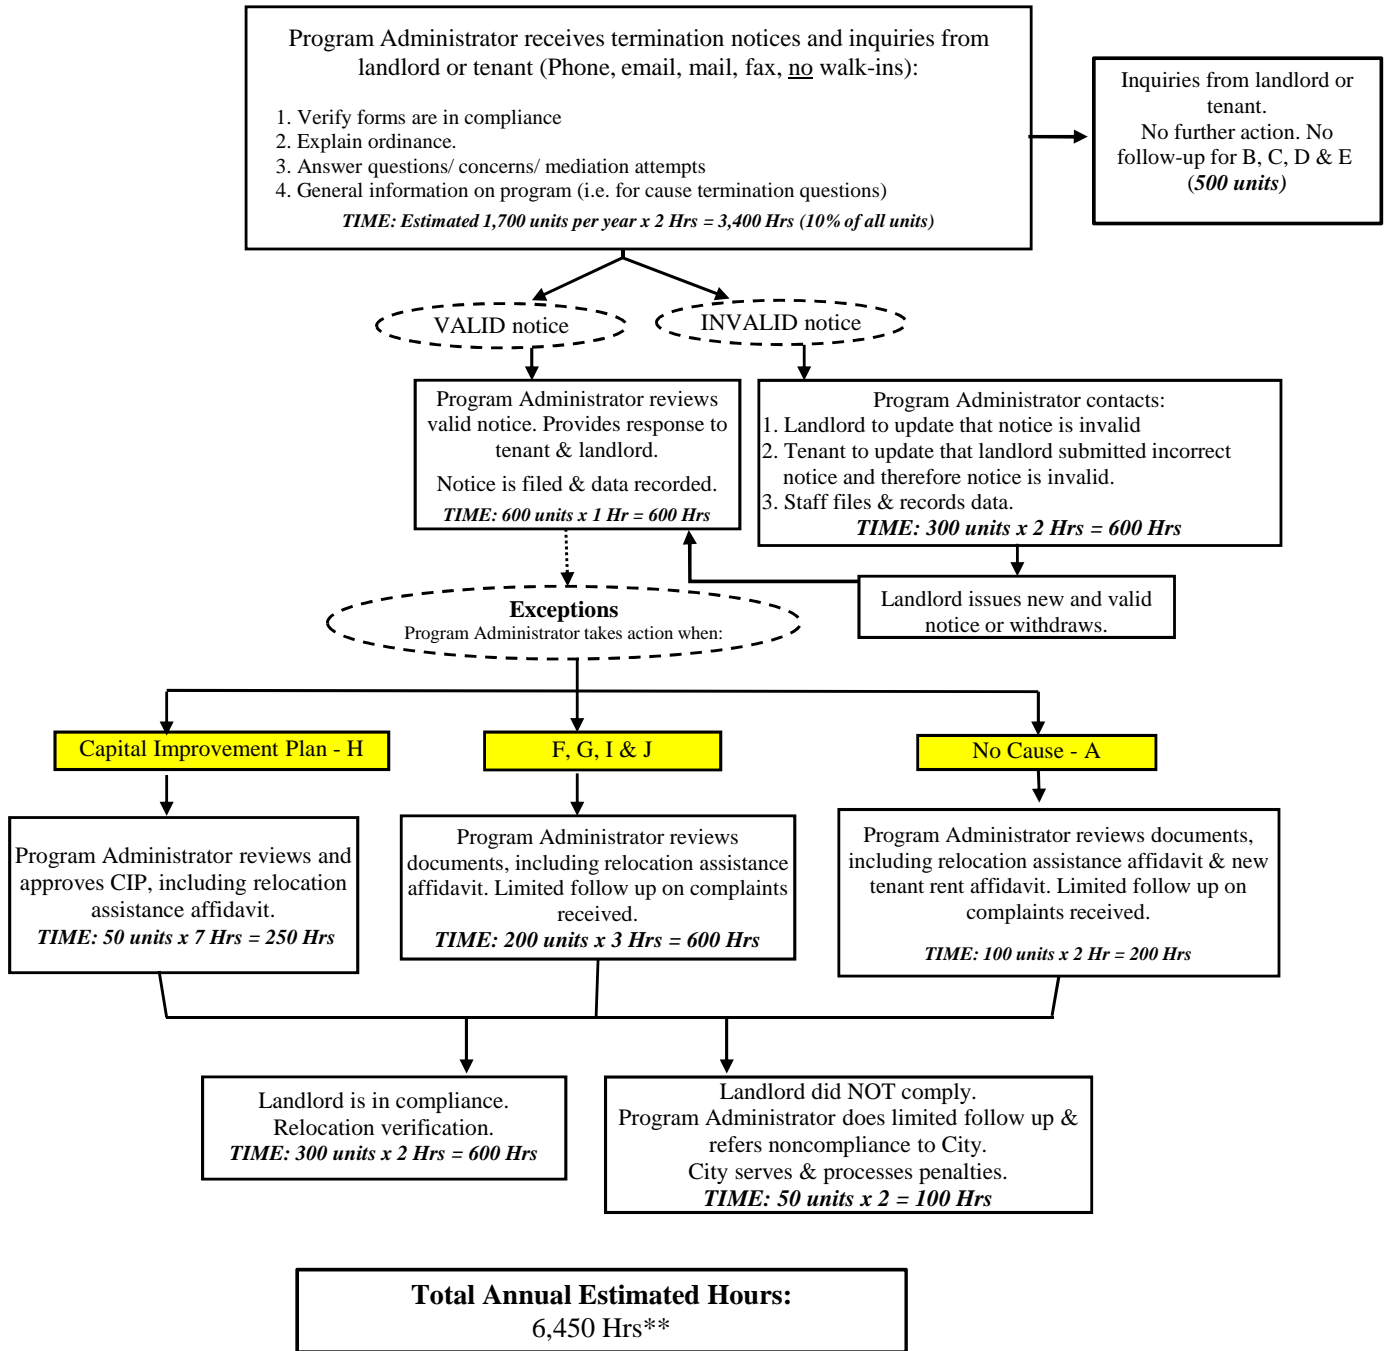 Program Administrator receives termination notices and inquiries from
landlord or tenant (Phone, email, mail, fax, no walk-ins):
1. Verify forms are in compliance
2. Explain ordinance.
3. Answer questions/ concerns/ mediation attempts
4. General information on program (i.e. for cause termination questions)
TIME: Estimated 1,700 units per year x 2 Hrs = 3,400 Hrs (10% of all units)
Inquiries from landlord or
tenant.
No further action. No
follow-up for B, C, D & E
(500 units)
VALID notice
INVALID notice
Program Administrator reviews
valid notice. Provides response to
tenant & landlord.
Notice is filed & data recorded.
TIME: 600 units x 1 Hr = 600 Hrs
Program Administrator contacts:
1. Landlord to update that notice is invalid
2. Tenant to update that landlord submitted incorrect
notice and therefore notice is invalid.
3. Staff files & records data.
TIME: 300 units x 2 Hrs = 600 Hrs
Landlord issues new and valid
notice or withdraws.
Exceptions
Program Administrator takes action when:
Capital Improvement Plan - H
F, G, I & J
No Cause - A
Program Administrator reviews and
approves CIP, including relocation
assistance affidavit.
TIME: 50 units x 7 Hrs = 250 Hrs
Program Administrator reviews
documents, including relocation assistance
affidavit. Limited follow up on complaints
received.
TIME: 200 units x 3 Hrs = 600 Hrs
Program Administrator reviews documents,
including relocation assistance affidavit & new
tenant rent affidavit. Limited follow up on
complaints received.
TIME: 100 units x 2 Hr = 200 Hrs
Landlord is in compliance.
Relocation verification.
TIME: 300 units x 2 Hrs = 600 Hrs
Landlord did NOT comply.
Program Administrator does limited follow up &
refers noncompliance to City.
City serves & processes penalties.
TIME: 50 units x 2 = 100 Hrs
Total Annual Estimated Hours:
6,450 Hrs**